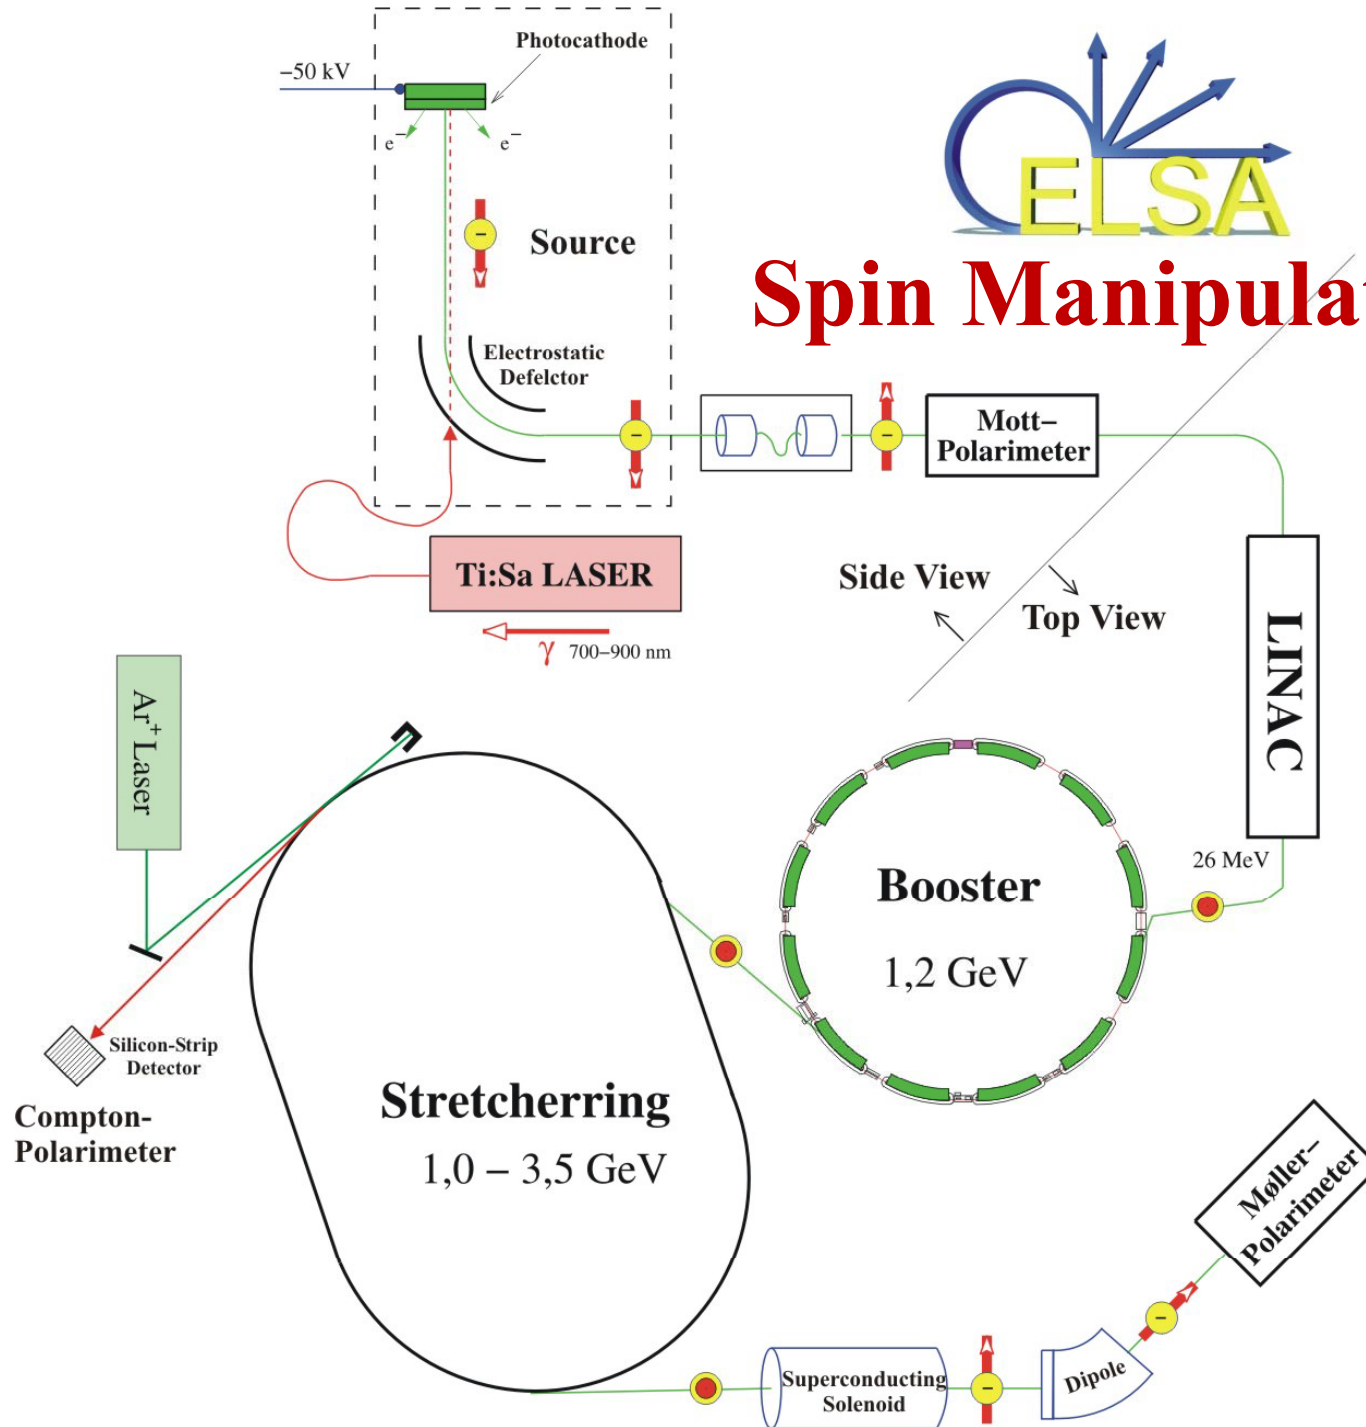 Photocathode
−50 kV
e−
e−
ELSA
Source
Spin Manipulat
Electrostatic
Defelctor
Mott−
Polarimeter
Ti:Sa LASER
γ 700−900 nm
Side View
Top View
LINAC
Ar+ Laser
26 MeV
Booster
1,2 GeV
Silicon-Strip
Detector
Compton-
Polarimeter
Stretcherring
1,0 − 3,5 GeV
Møller−
Polarimeter
Superconducting
Solenoid
Dipole
−
−
−
−
−